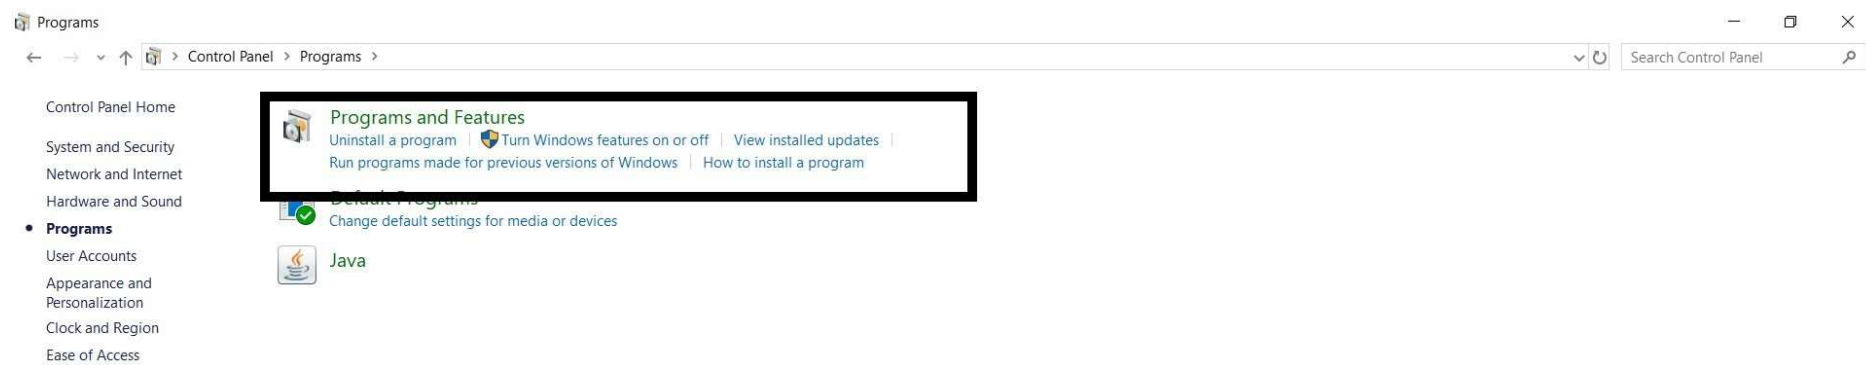 Programs
Control Panel > Programs >
Search Control Panel
Control Panel Home
System and Security
Network and Internet
Hardware and Sound
Programs
User Accounts
Appearance and
Personalization
Clock and Region
Ease of Access
Programs and Features
Uninstall a program | Turn Windows features on or off | View installed updates |
Run programs made for previous versions of Windows | How to install a program
Default Programs
Change default settings for media or devices
Java